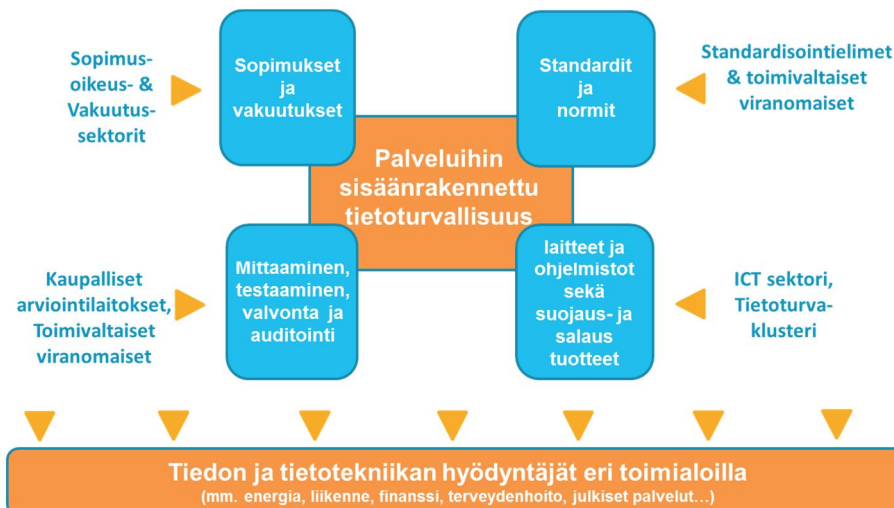 Sopimus-
oikeus- &
Vakuutus-
sektorit
Sopimukset
ja
vakuutukset
Standardit
ja
normit
Standardisointielimet
& toimivaltaiset
viranomaiset
Palveluihin
sisäänrakennettu
tietoturvallisuus
Kaupalliset
arviointilaitokset,
Toimivaltaiset
viranomaiset
Mittaaminen,
testaaminen,
valvonta ja
auditointi
laitteet ja
ohjelmistot
sekä
suojaus- ja
salaus
tuotteet
ICT sektori,
Tietoturva-
klusteri
Tiedon ja tietotekniikan hyödyntäjät eri toimialoilla
(mm. energia, liikenne, finanssi, terveydenhoito, julkiset palvelut…)